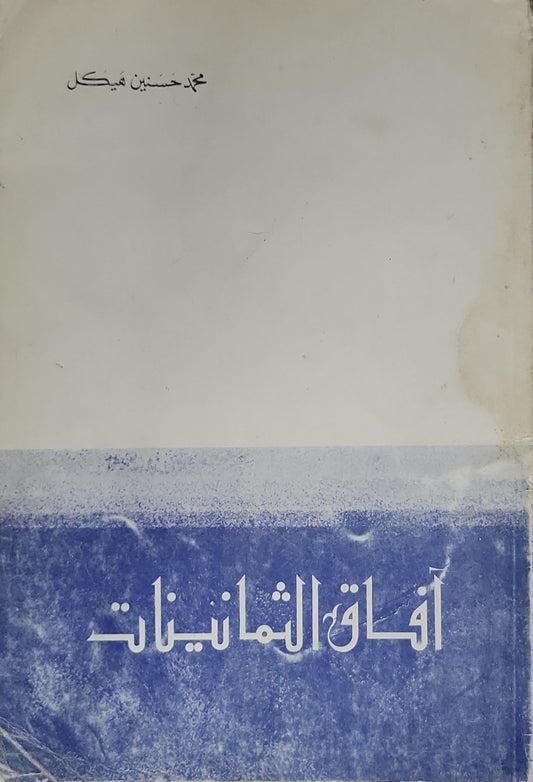 محمد حسنين هيكل
آفاق الثمانينات